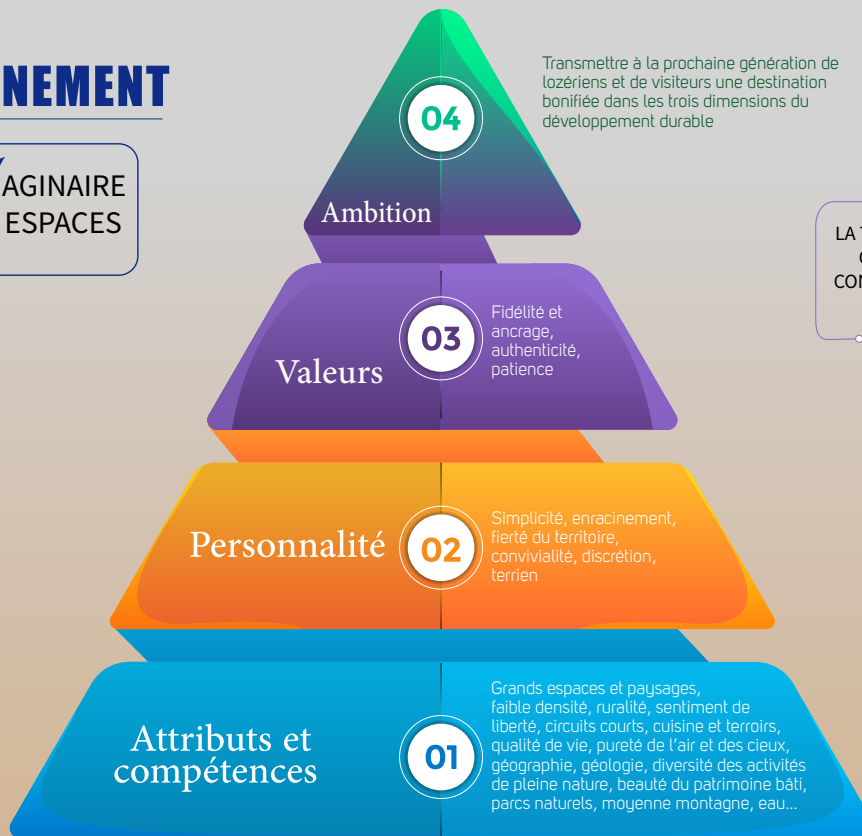 NEMENT
AGINAIRE
ESPACES
04
Ambition
Transmettre à la prochaine génération de
lozériens et de visiteurs une destination
bonifiée dans les trois dimensions du
développement durable
LA
CON
03
Valeurs
Fidélité et
ancrage,
authenticité,
patience
02
Personnalité
Simplicité, enracinement,
fierté du territoire,
convivialité, discrétion,
terrien
01
Attributs et
compétences
Grands espaces et paysages,
faible densité, ruralité, sentiment de
liberté, circuits courts, cuisine et terroirs,
qualité de vie, pureté de l'air et des cieux,
géographie, géologie, diversité des activités
de pleine nature, beauté du patrimoine bâti,
parcs naturels, moyenne montagne, eau...